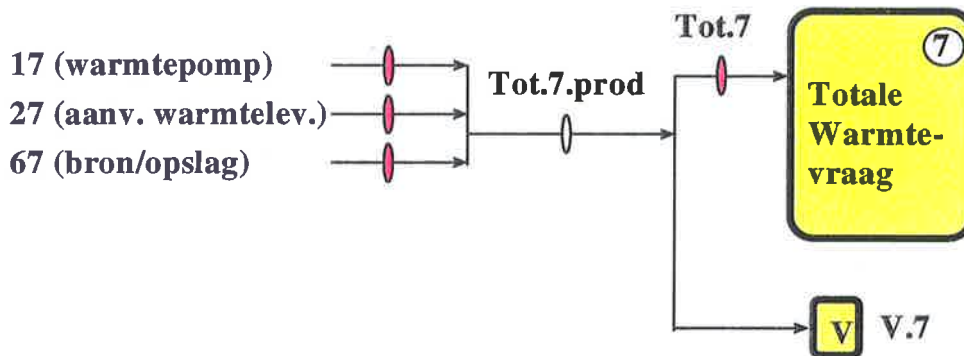 Tot.7
7
17 (warmtepomp)
27 (aanv. warmtelev.)
67 (bron/opslag)
Tot.7.prod
Totale
Warmte-
vraag
V
V.7